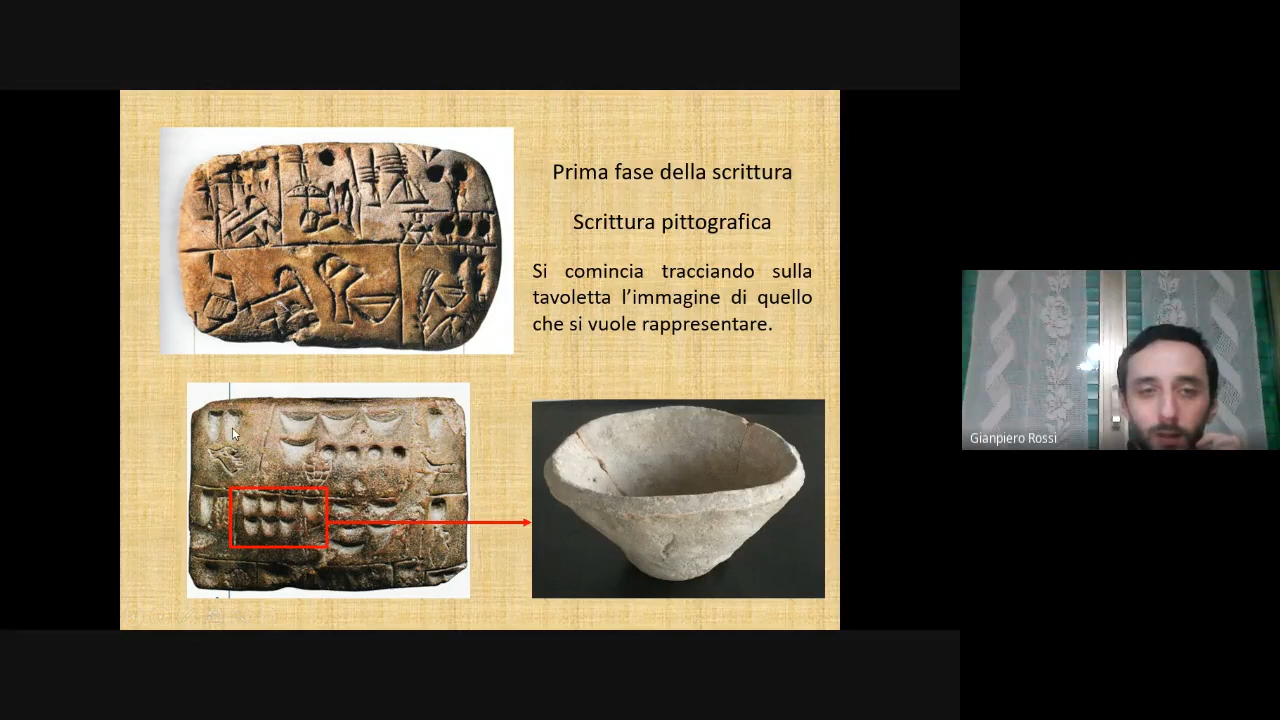 Prima fase della scrittura
Scrittura pittografica
Si comincia tracciando sulla
tavoletta l’immagine di quello
che si vuole rappresentare.
Gianpiero Rossi